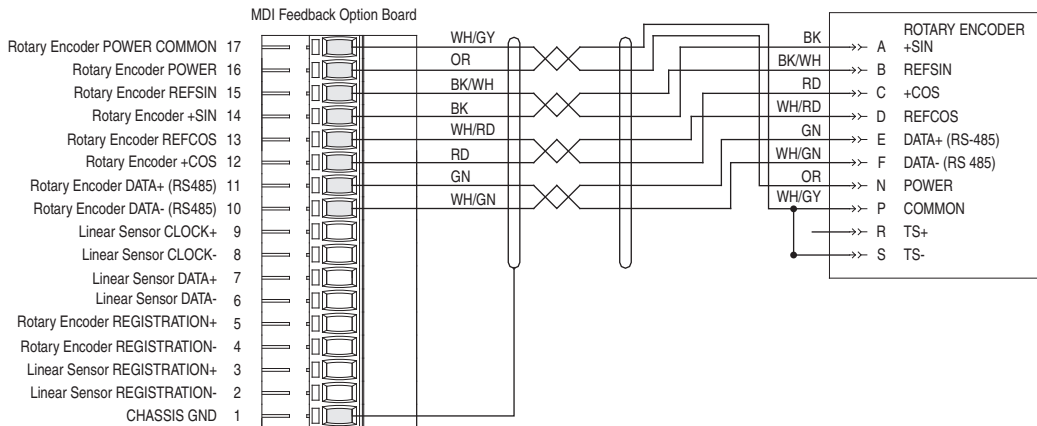 MDI Feedback Option Board
Rotary Encoder POWER COMMON 17
Rotary Encoder POWER 16
Rotary Encoder REFSIN 15
Rotary Encoder +SIN 14
Rotary Encoder REFCOS 13
Rotary Encoder +COS 12
Rotary Encoder DATA+ (RS485) 11
Rotary Encoder DATA- (RS485) 10
Linear Sensor CLOCK+ 9
Linear Sensor CLOCK- 8
Linear Sensor DATA+ 7
Linear Sensor DATA- 6
Rotary Encoder REGISTRATION+ 5
Rotary Encoder REGISTRATION- 4
Linear Sensor REGISTRATION+ 3
Linear Sensor REGISTRATION- 2
CHASSIS GND 1
WH/GY
OR
BK/WH
BK
WH/RD
RD
GN
WH/GN
BK
BK/WH
RD
WH/RD
GN
WH/GN
OR
WH/GY
ROTARY ENCODER
A +SIN
B REFSIN
C +COS
D REFCOS
E DATA+ (RS-485)
F DATA- (RS 485)
N POWER
P COMMON
R TS+
S TS-